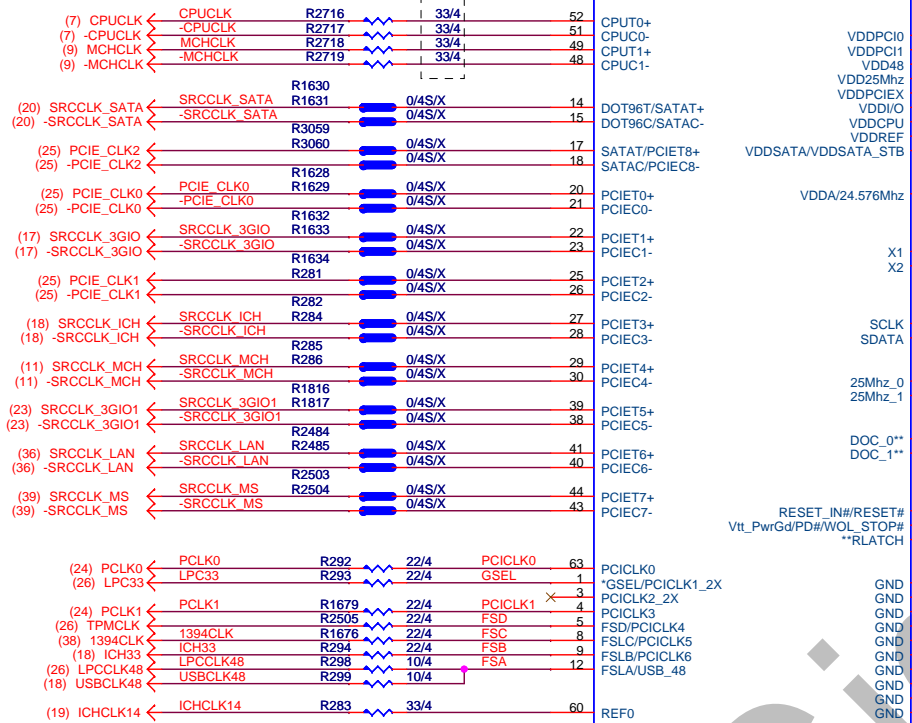 (7) CPUCLK CPUCLK R2716 33/4 52 CPUT0+
(7) -CPUCLK -CPUCLK R2717 33/4 51 CPUC0- VDDPCI0
(9) MCHCLK MCHCLK R2718 33/4 49 CPUT1+ VDDPCI1
(9) -MCHCLK -MCHCLK R2719 33/4 48 CPUC1- VDD48
VDD25Mhz
R1630 VDDPCIEX
(20) SRCCLK_SATA SRCCLK_SATA R1631 0/4S/X 14 DOT96T/SATAT+ VDDI/O
(20) -SRCCLK_SATA -SRCCLK_SATA 0/4S/X 15 DOT96C/SATAC- VDDCPU
R3059 VDDREF
(25) PCIE_CLK2 R3060 0/4S/X 17 SATAT/PCIET8+ VDDSATA/VDDSATA_STB
(25) -PCIE_CLK2 0/4S/X 18 SATAC/PCIEC8-
R1628
(25) PCIE_CLK0 PCIE_CLK0 R1629 0/4S/X 20 PCIET0+ VDDA/24.576Mhz
(25) -PCIE_CLK0 -PCIE_CLK0 0/4S/X 21 PCIEC0-
R1632
(17) SRCCLK_3GIO SRCCLK_3GIO R1633 0/4S/X 22 PCIET1+
(17) -SRCCLK_3GIO -SRCCLK_3GIO 0/4S/X 23 PCIEC1- X1
R1634 X2
(25) PCIE_CLK1 R281 0/4S/X 25 PCIET2+
(25) -PCIE_CLK1 0/4S/X 26 PCIEC2-
R282
(18) SRCCLK_ICH SRCCLK_ICH R284 0/4S/X 27 PCIET3+ SCLK
(18) -SRCCLK_ICH -SRCCLK_ICH 0/4S/X 28 PCIEC3- SDATA
R285
(11) SRCCLK_MCH SRCCLK_MCH R286 0/4S/X 29 PCIET4+
(11) -SRCCLK_MCH -SRCCLK_MCH 0/4S/X 30 PCIEC4- 25Mhz_0
R1816 25Mhz_1
(23) SRCCLK_3GIO1 SRCCLK_3GIO1 R1817 0/4S/X 39 PCIET5+
(23) -SRCCLK_3GIO1 -SRCCLK_3GIO1 0/4S/X 38 PCIEC5-
R2484 DOC_0**
(36) SRCCLK_LAN SRCCLK_LAN R2485 0/4S/X 41 PCIET6+ DOC_1**
(36) -SRCCLK_LAN -SRCCLK_LAN 0/4S/X 40 PCIEC6-
R2503
(39) SRCCLK_MS SRCCLK_MS R2504 0/4S/X 44 PCIET7+
(39) -SRCCLK_MS -SRCCLK_MS 0/4S/X 43 PCIEC7- RESET_IN#/RESET#
Vtt_PwrGd/PD#/WOL_STOP#
**RLATCH
(24) PCLK0 PCLK0 R292 22/4 PCICLK0 63 PCICLK0
(26) LPC33 LPC33 R293 22/4 GSEL 1 *GSEL/PCICLK1_2X GND
3 PCICLK2_2X GND
(24) PCLK1 PCLK1 R1679 22/4 PCICLK1 4 PCICLK3 GND
(26) TPMCLK R2505 22/4 FSD 5 FSD/PCICLK4 GND
(38) 1394CLK 1394CLK R1676 22/4 FSC 8 FSLC/PCICLK5 GND
(18) ICH33 ICH33 R294 22/4 FSB 9 FSLB/PCICLK6 GND
(26) LPCCLK48 LPCCLK48 R298 10/4 FSA 12 FSLA/USB_48 GND
(18) USBCLK48 USBCLK48 R299 10/4 GND
GND
(19) ICHCLK14 ICHCLK14 R283 33/4 60 REF0 GND